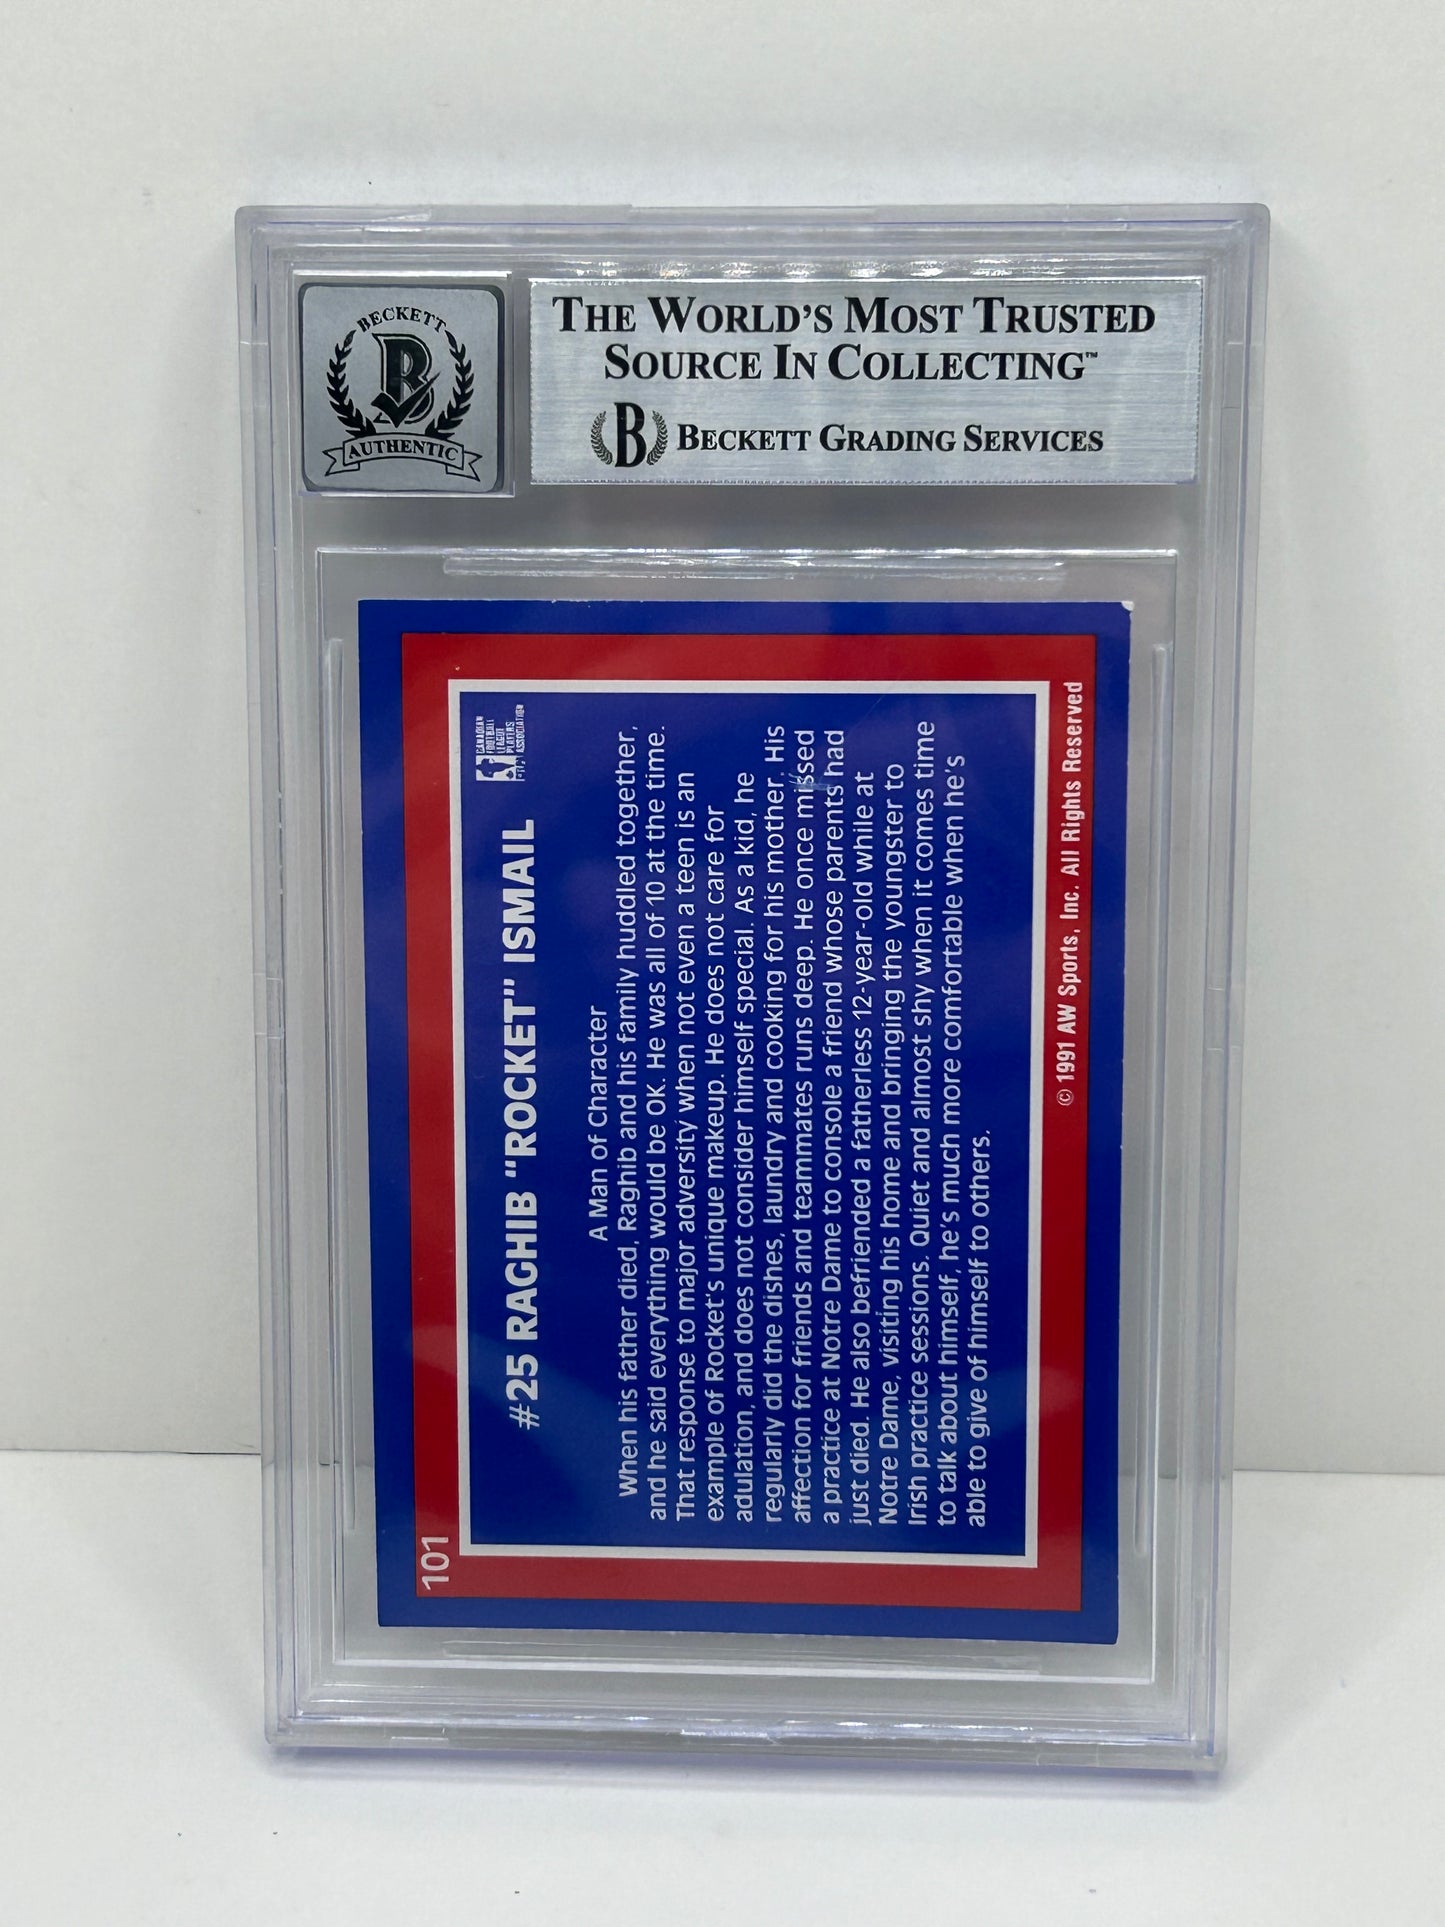 BECKETT
B
AUTHENTIC
THE WORLD'S MOST TRUSTED
SOURCE IN COLLECTING™
B BECKETT GRADING SERVICES
101
#25 RAGHIB "ROCKET" ISMAIL
CANADIAN
FOOTBALL
LEAGUE
PLAYERS
ASSOCIATION
A Man of Character
When his father died, Raghib and his family huddled together,
and he said everything would be OK. He was all of 10 at the time.
That response to major adversity when not even a teen is an
example of Rocket's unique makeup. He does not care for
adulation, and does not consider himself special. As a kid, he
regularly did the dishes, laundry and cooking for his mother. His
affection for friends and teammates runs deep. He once missed
a practice at Notre Dame to console a friend whose parents had
just died. He also befriended a fatherless 12-year-old while at
Notre Dame, visiting his home and bringing the youngster to
Irish practice sessions. Quiet and almost shy when it comes time
to talk about himself, he's much more comfortable when he's
able to give of himself to others.
© 1991 AW Sports, Inc. All Rights Reserved